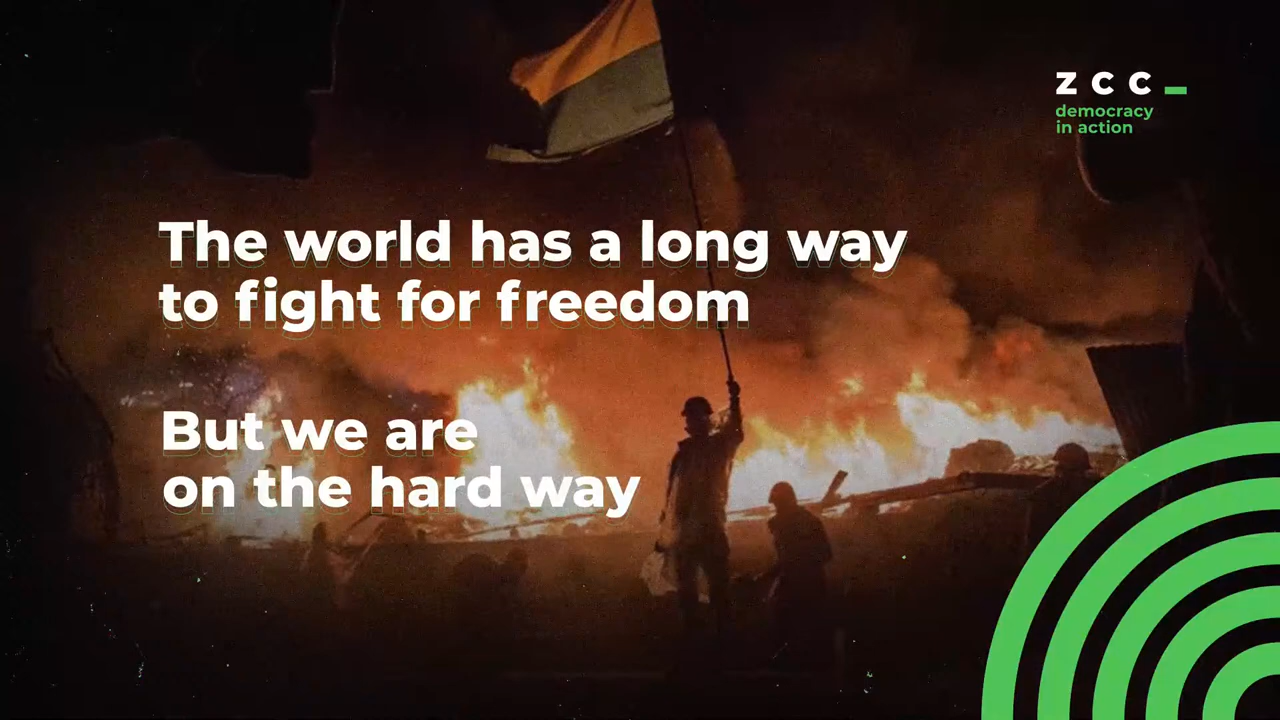 zcc_
democracy
in action
The world has a long way
to fight for freedom
But we are
on the hard way